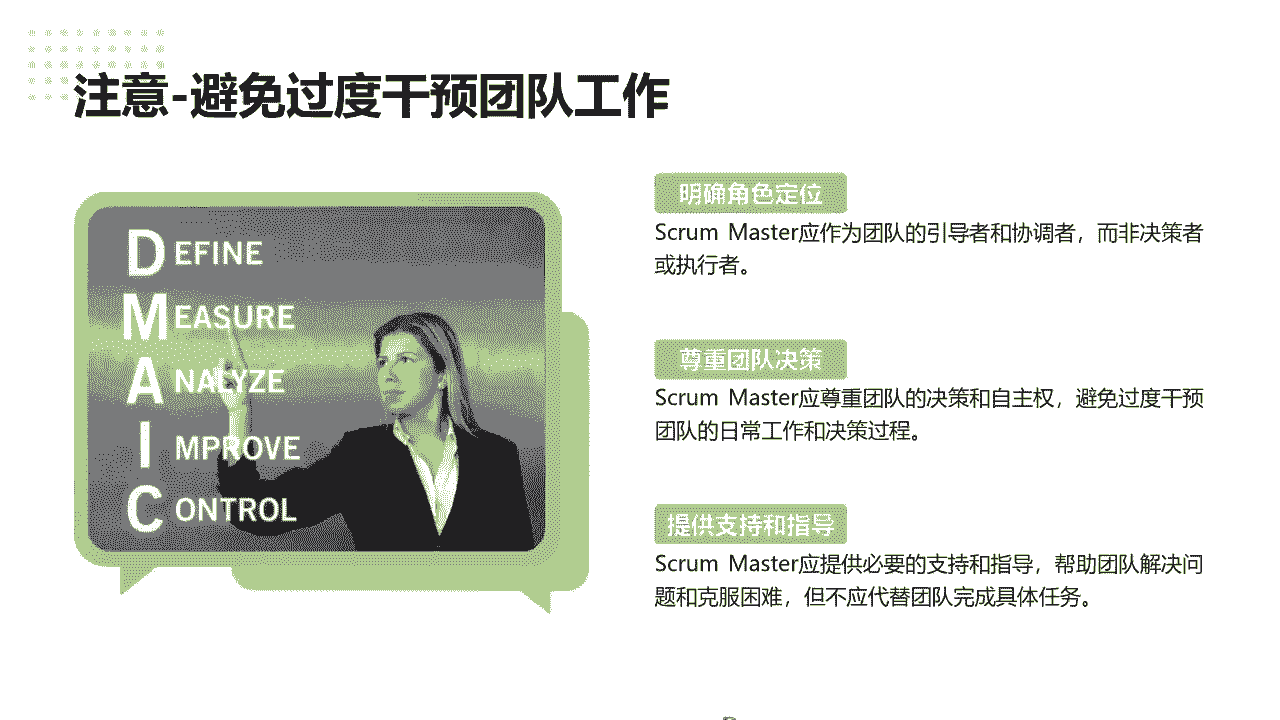 注意-避免过度干预团队工作
DEFINE
MEASURE
ANALYZE
IMPROVE
CONTROL
明确角色定位
Scrum Master应作为团队的引导者和协调者，而非决策者
或执行者。
尊重团队决策
Scrum Master应尊重团队的决策和自主权，避免过度干预
团队的日常工作和决策过程。
提供支持和指导
Scrum Master应提供必要的支持和指导，帮助团队解决问
题和克服困难，但不应代替团队完成具体任务。